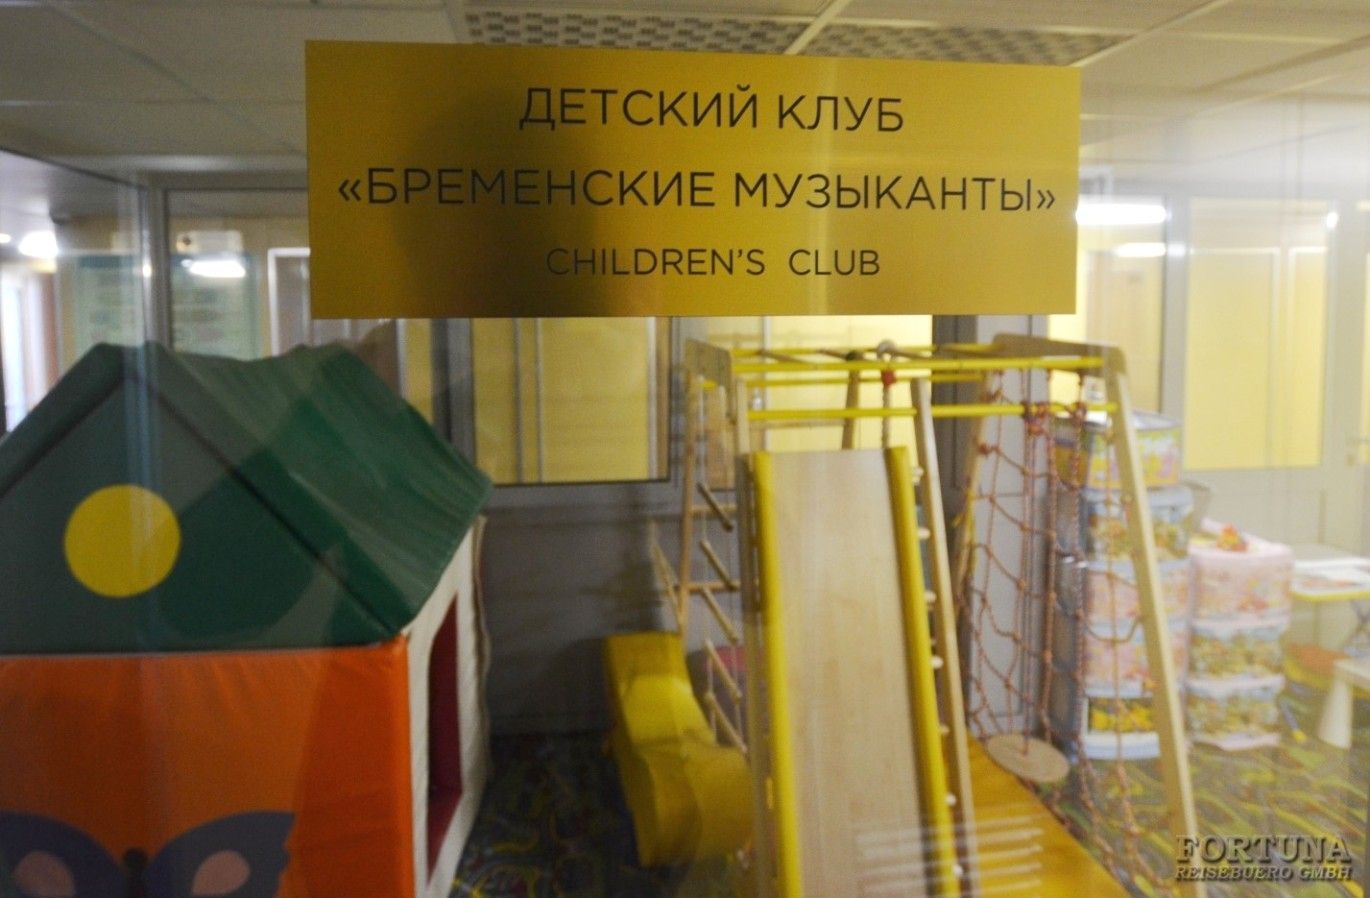 ДЕТСКИЙ КЛУБ
«БРЕМЕНСКИЕ МУЗЫКАНТЫ»
CHILDREN'S CLUB
FORTUNA
REISEBUERO GMBH